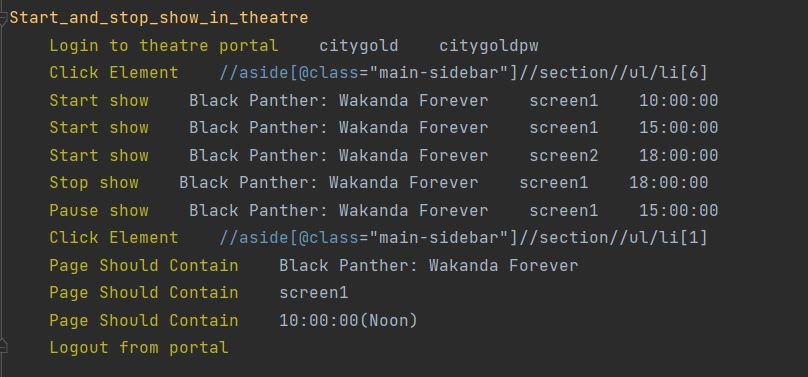 Start_and_stop_show_in_theatre
    Login to theatre portal    citygold    citygoldpw
    Click Element    //aside[@class="main-sidebar"]//section//ul/li[6]
    Start show    Black Panther: Wakanda Forever    screen1    10:00:00
    Start show    Black Panther: Wakanda Forever    screen1    15:00:00
    Start show    Black Panther: Wakanda Forever    screen2    18:00:00
    Stop show    Black Panther: Wakanda Forever    screen1    18:00:00
    Pause show    Black Panther: Wakanda Forever    screen1    15:00:00
    Click Element    //aside[@class="main-sidebar"]//section//ul/li[1]
    Page Should Contain    Black Panther: Wakanda Forever
    Page Should Contain    screen1
    Page Should Contain    10:00:00(Noon)
    Logout from portal